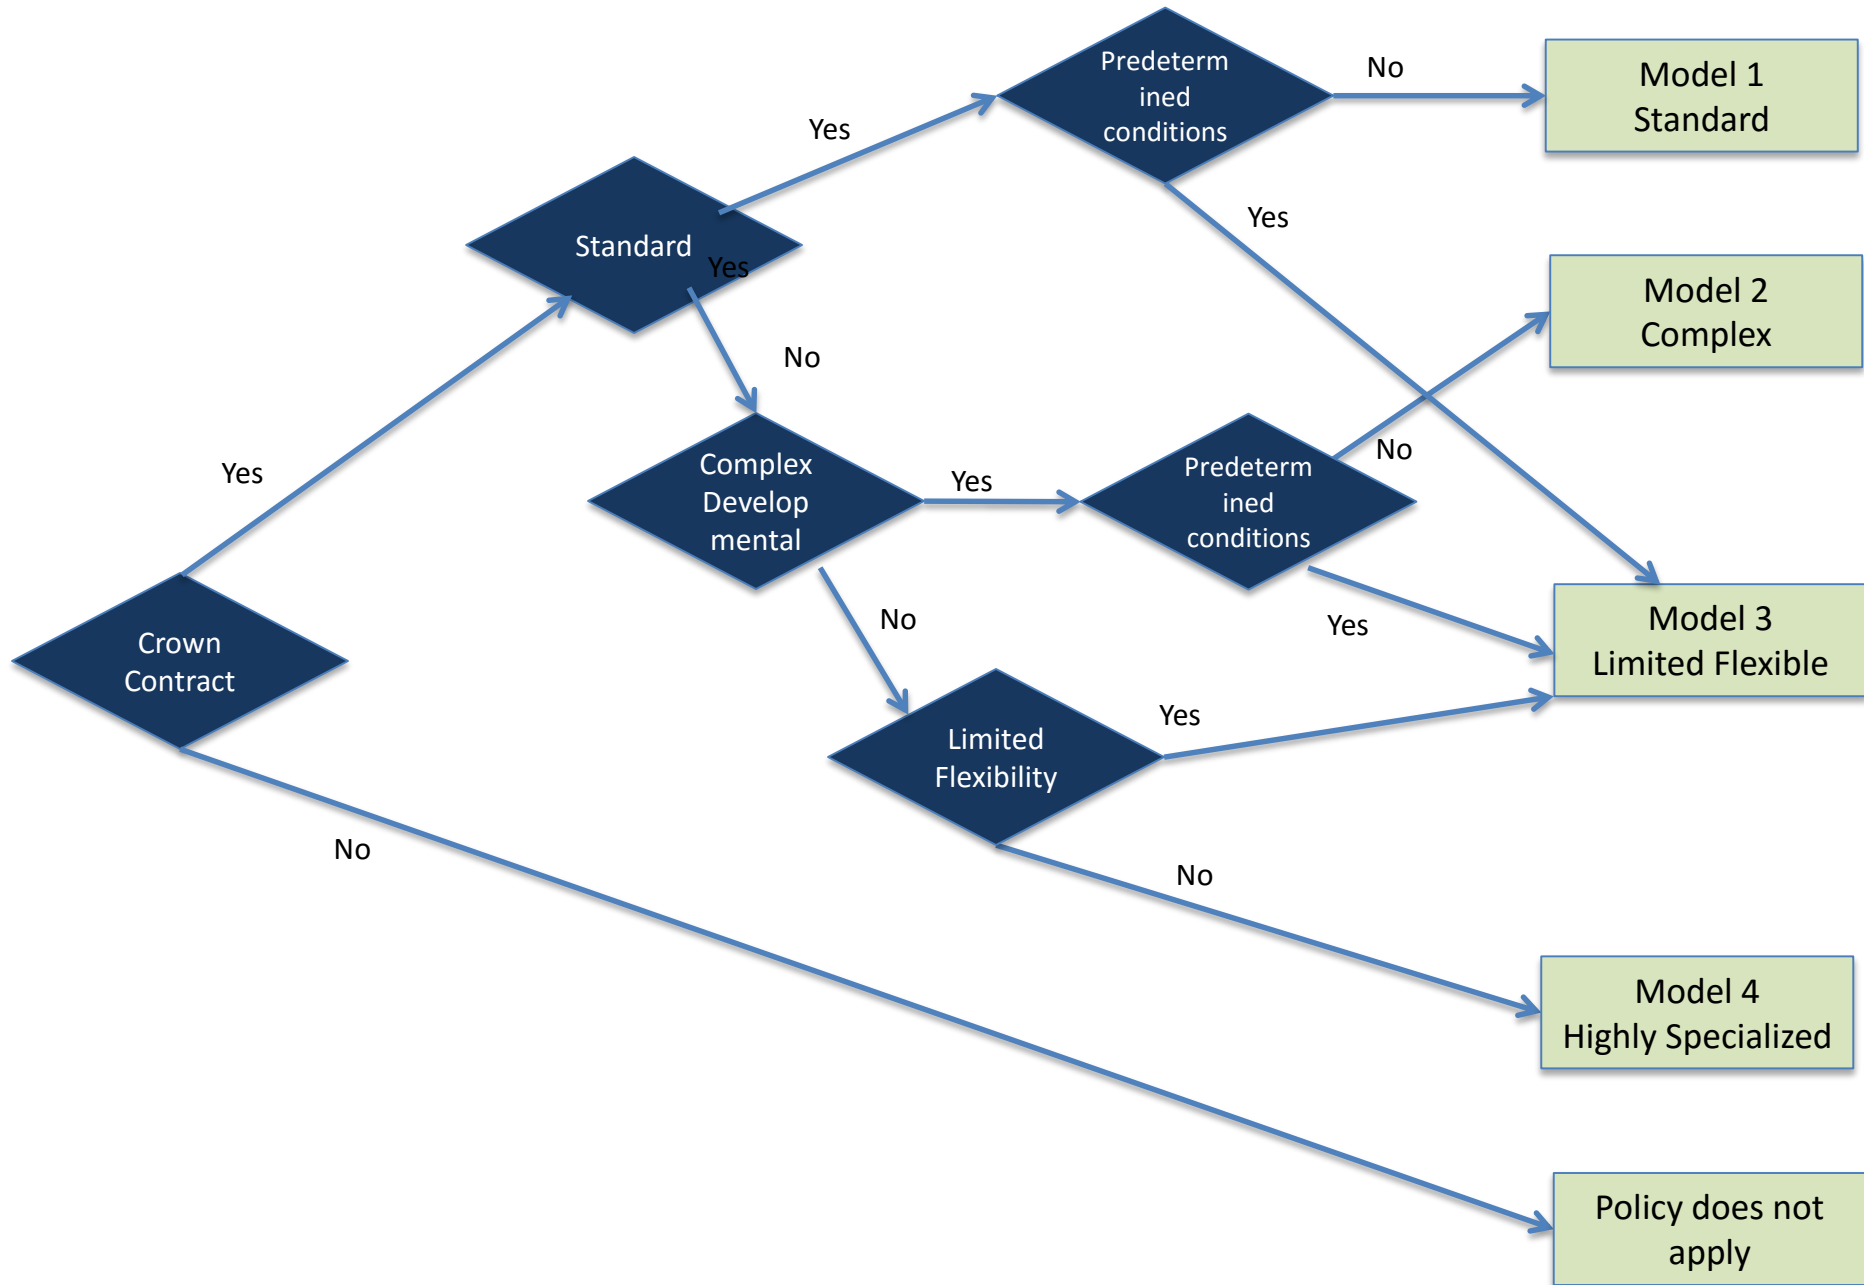 Predeterm
ined
conditions
No
Model 1
Standard
Yes
Standard
Yes
Yes
Model 2
Complex
No
No
Complex
Develop
mental
Yes
Predeterm
ined
conditions
Yes
No
Yes
Model 3
Limited Flexible
Crown
Contract
Limited
Flexibility
Yes
No
No
Model 4
Highly Specialized
Policy does not
apply